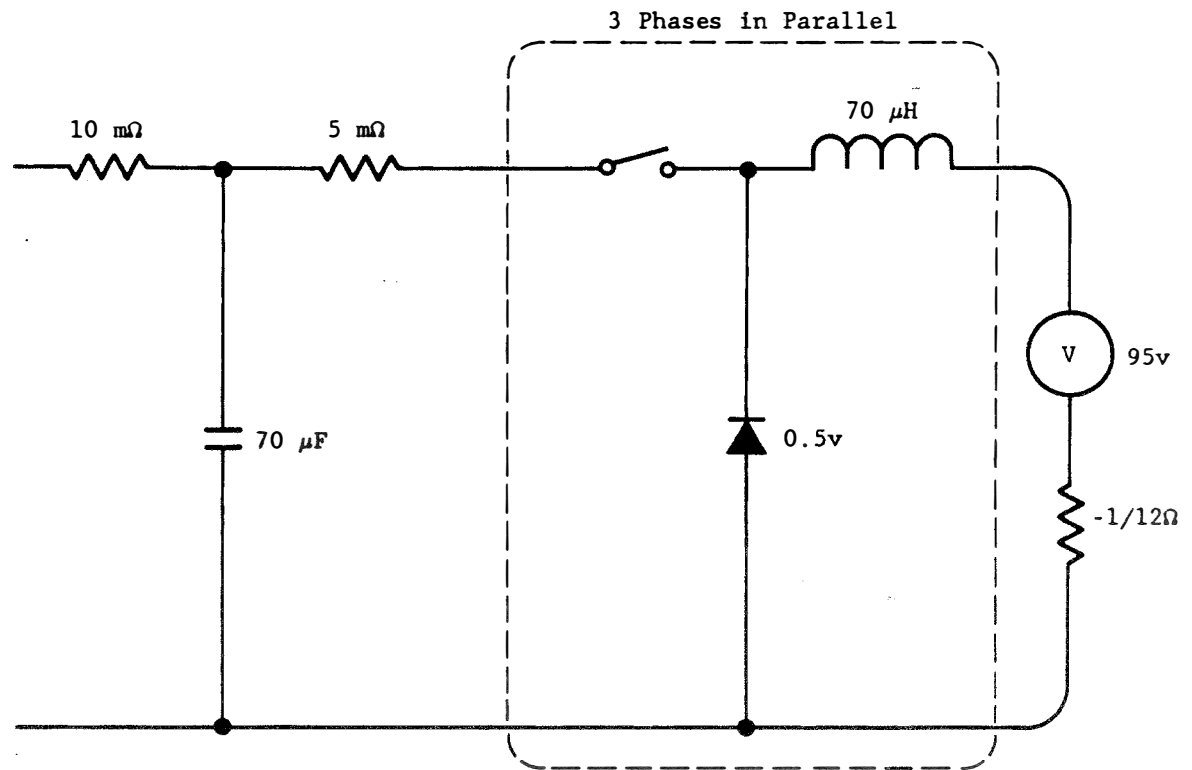 3 Phases in Parallel
10 mΩ
5 mΩ
70 μH
70 μF
0.5v
V
95v
-1/12Ω